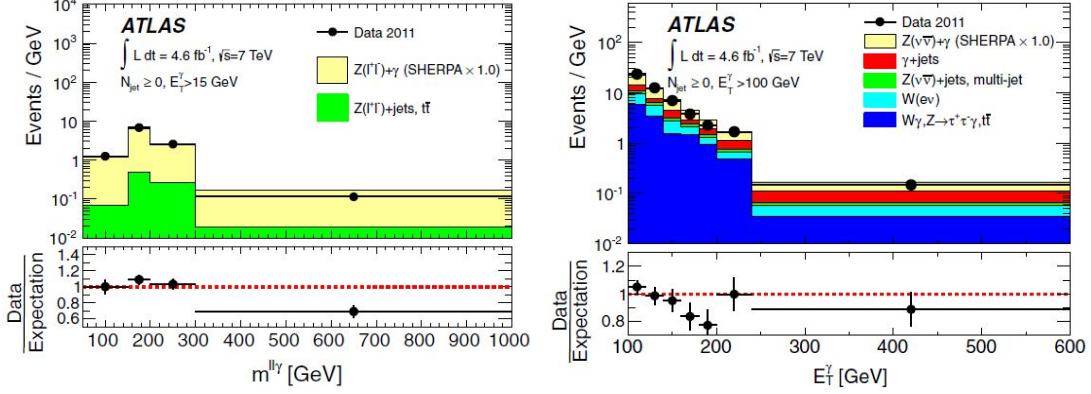 ATLAS
∫ L dt = 4.6 fb⁻¹, √s=7 TeV
N_jet ≥ 0, E_T^γ>15 GeV
Data 2011
Z(l⁺l⁻)+γ (SHERPA × 1.0)
Z(l⁺l⁻)+jets, tt̄
Events / GeV
10⁴
10³
10²
10
1
10⁻¹
10⁻²
Data
Expectation
1.4
1.2
1
0.8
0.6
100 200 300 400 500 600 700 800 900 1000
m^llγ [GeV]
ATLAS
∫ L dt = 4.6 fb⁻¹, √s=7 TeV
N_jet ≥ 0, E_T^γ>100 GeV
Data 2011
Z(νν̄)+γ (SHERPA × 1.0)
γ+jets
Z(νν̄)+jets, multi-jet
W(eν)
Wγ,Z→τ⁺τ⁻γ,tt̄
Events / GeV
10³
10²
10
1
10⁻¹
10⁻²
Data
Expectation
1.2
1
0.8
100 200 300 400 500 600
E_T^γ [GeV]